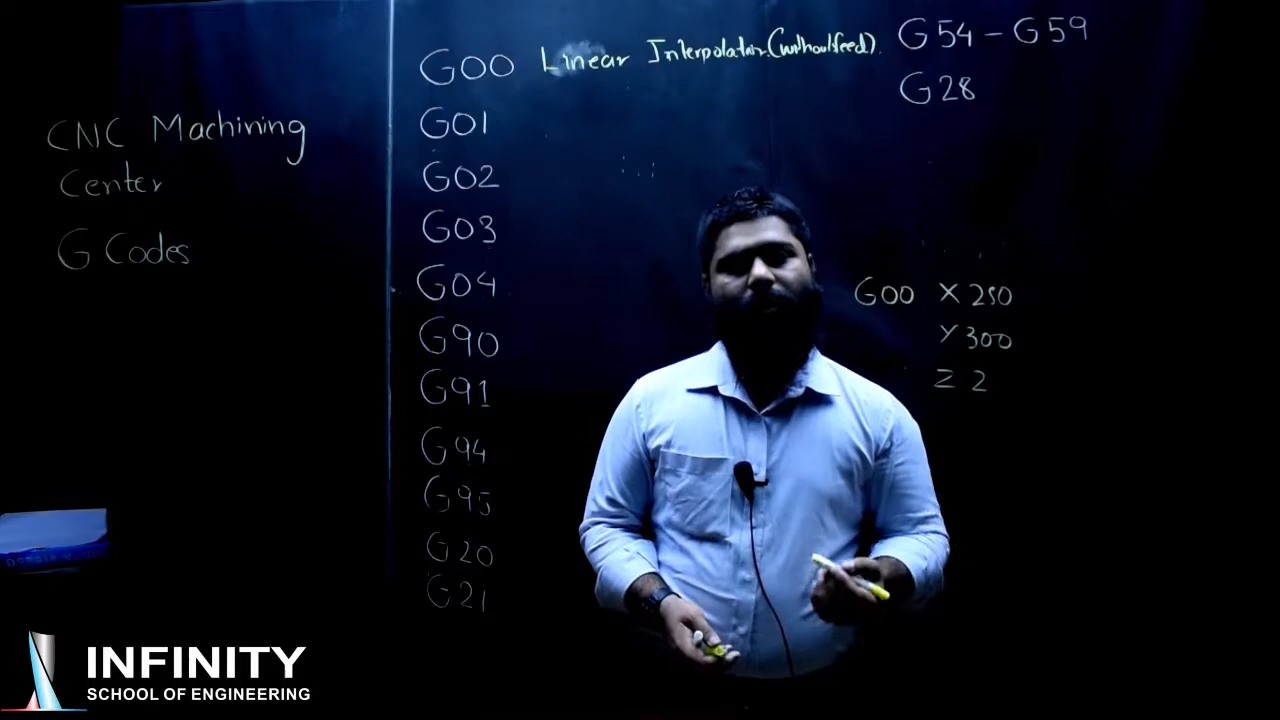 CNC Machining
Center
G Codes
G00 Linear Interpolation (without feed).
G01
G02
G03
G04
G90
G91
G94
G95
G20
G21
G54 - G59
G28
G00 X 250
Y 300
Z 2
INFINITY
SCHOOL OF ENGINEERING